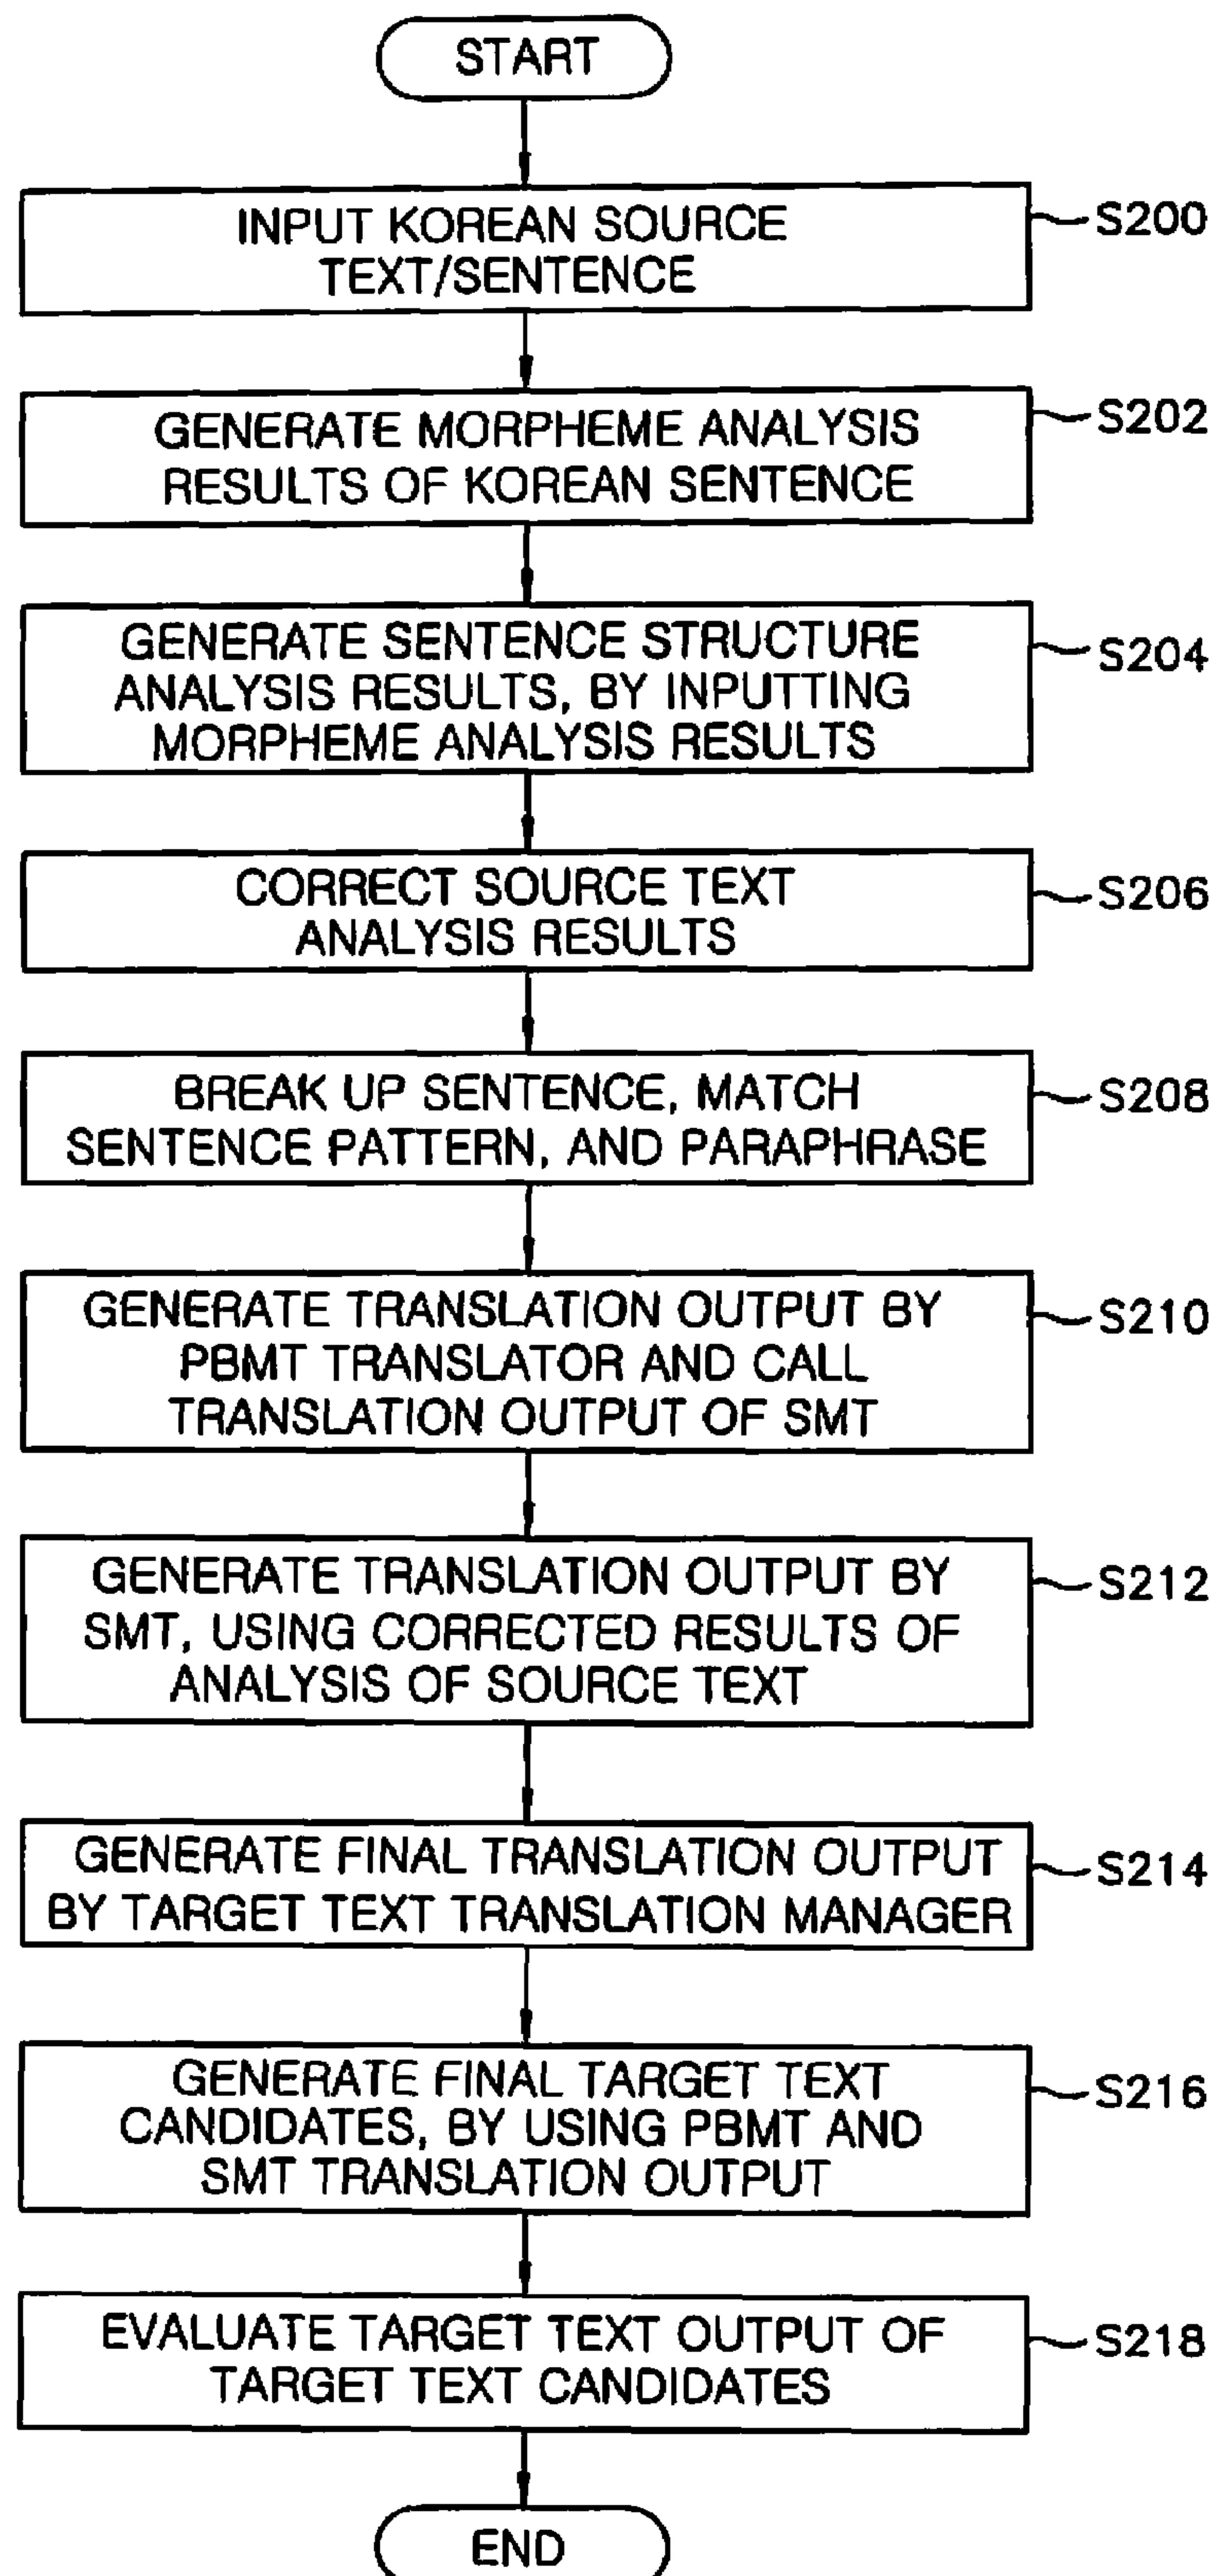 START
INPUT KOREAN SOURCE
TEXT/SENTENCE
S200
GENERATE MORPHEME ANALYSIS
RESULTS OF KOREAN SENTENCE
S202
GENERATE SENTENCE STRUCTURE
ANALYSIS RESULTS, BY INPUTTING
MORPHEME ANALYSIS RESULTS
S204
CORRECT SOURCE TEXT
ANALYSIS RESULTS
S206
BREAK UP SENTENCE, MATCH
SENTENCE PATTERN, AND PARAPHRASE
S208
GENERATE TRANSLATION OUTPUT BY
PBMT TRANSLATOR AND CALL
TRANSLATION OUTPUT OF SMT
S210
GENERATE TRANSLATION OUTPUT BY
SMT, USING CORRECTED RESULTS OF
ANALYSIS OF SOURCE TEXT
S212
GENERATE FINAL TRANSLATION OUTPUT
BY TARGET TEXT TRANSLATION MANAGER
S214
GENERATE FINAL TARGET TEXT
CANDIDATES, BY USING PBMT AND
SMT TRANSLATION OUTPUT
S216
EVALUATE TARGET TEXT OUTPUT OF
TARGET TEXT CANDIDATES
S218
END